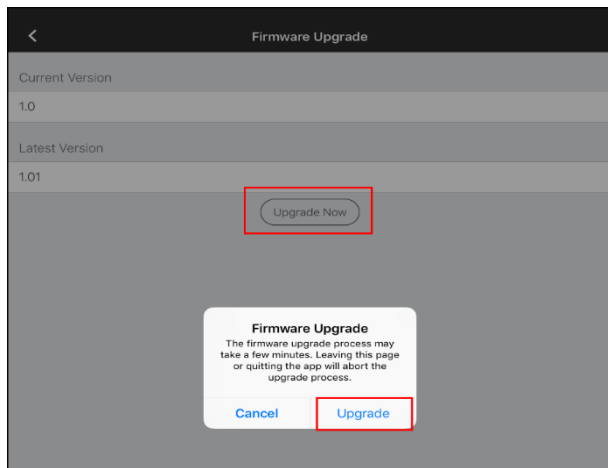 Firmware Upgrade
Current Version
1.0
Latest Version
1.01
Upgrade Now
Firmware Upgrade
The firmware upgrade process may
take a few minutes. Leaving this page
or quitting the app will abort the
upgrade process.
Cancel Upgrade